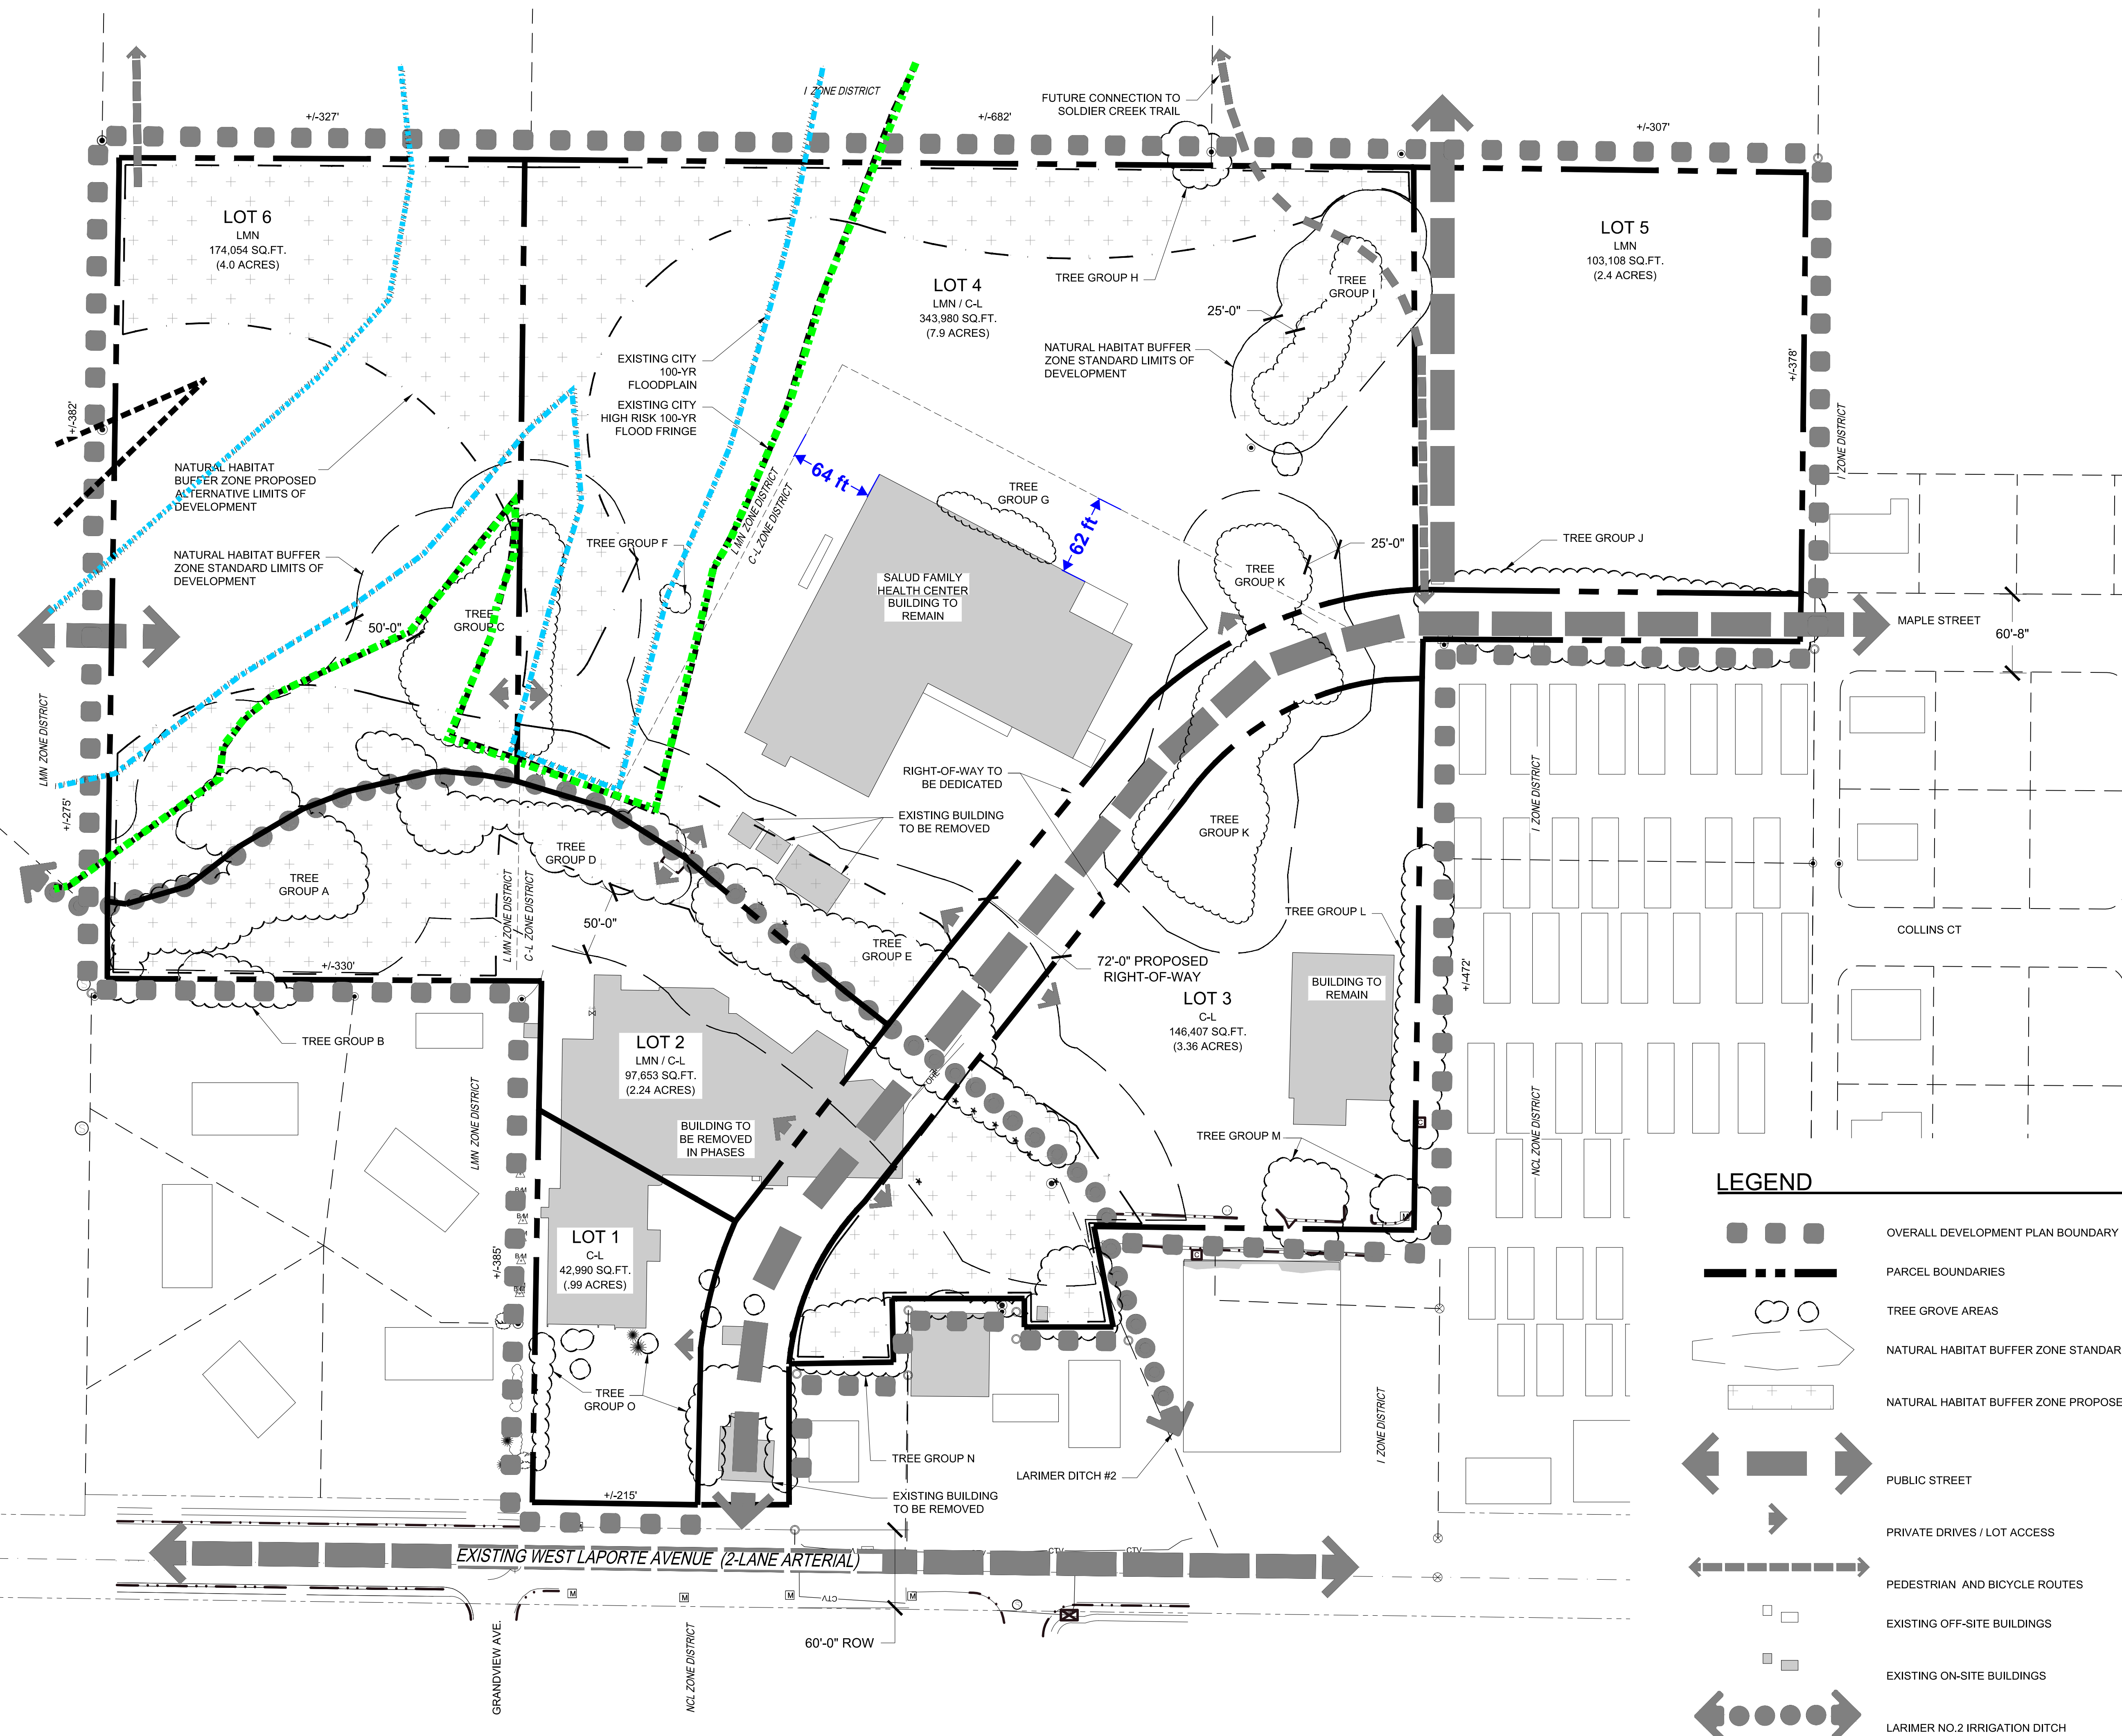 I ZONE DISTRICT
+/-327'
+/-682'
+/-307'
FUTURE CONNECTION TO
SOLDIER CREEK TRAIL
LOT 6
LMN
174,054 SQ.FT.
(4.0 ACRES)
LOT 4
LMN / C-L
343,980 SQ.FT.
(7.9 ACRES)
TREE GROUP H
TREE
GROUP I
25'-0"
LOT 5
LMN
103,108 SQ.FT.
(2.4 ACRES)
EXISTING CITY
100-YR
FLOODPLAIN
EXISTING CITY
HIGH RISK 100-YR
FLOOD FRINGE
NATURAL HABITAT BUFFER
ZONE STANDARD LIMITS OF
DEVELOPMENT
+/-378'
+/-382'
I ZONE DISTRICT
NATURAL HABITAT
BUFFER ZONE PROPOSED
ALTERNATIVE LIMITS OF
DEVELOPMENT
64 ft
LMN ZONE DISTRICT
C-L ZONE DISTRICT
TREE
GROUP G
62 ft
NATURAL HABITAT BUFFER
ZONE STANDARD LIMITS OF
DEVELOPMENT
TREE GROUP F
25'-0"
TREE GROUP J
SALUD FAMILY
HEALTH CENTER
BUILDING TO
REMAIN
TREE
GROUP K
TREE
GROUP C
50'-0"
MAPLE STREET
60'-8"
LMN ZONE DISTRICT
+/-275'
RIGHT-OF-WAY TO
BE DEDICATED
EXISTING BUILDING
TO BE REMOVED
TREE
GROUP K
I ZONE DISTRICT
TREE
GROUP D
TREE
GROUP A
LMN ZONE DISTRICT
C-L ZONE DISTRICT
50'-0"
TREE
GROUP E
TREE GROUP L
COLLINS CT
+/-330'
72'-0" PROPOSED
RIGHT-OF-WAY
BUILDING TO
REMAIN
+/-472'
LOT 3
C-L
146,407 SQ.FT.
(3.36 ACRES)
TREE GROUP B
LOT 2
LMN / C-L
97,653 SQ.FT.
(2.24 ACRES)
OHE
LMN ZONE DISTRICT
BUILDING TO
BE REMOVED
IN PHASES
TREE GROUP M
C
NCL ZONE DISTRICT
LEGEND
OVERALL DEVELOPMENT PLAN BOUNDARY
PARCEL BOUNDARIES
TREE GROVE AREAS
NATURAL HABITAT BUFFER ZONE STANDAR
NATURAL HABITAT BUFFER ZONE PROPOSE
PUBLIC STREET
PRIVATE DRIVES / LOT ACCESS
PEDESTRIAN AND BICYCLE ROUTES
EXISTING OFF-SITE BUILDINGS
EXISTING ON-SITE BUILDINGS
LARIMER NO.2 IRRIGATION DITCH
M
C
LOT 1
C-L
42,990 SQ.FT.
(.99 ACRES)
+/-385'
TREE
GROUP O
TREE GROUP N
LARIMER DITCH #2
I ZONE DISTRICT
EXISTING BUILDING
TO BE REMOVED
+/-215'
EXISTING WEST LAPORTE AVENUE (2-LANE ARTERIAL)
CTV
CTV
M
M
M
M
CTV
60'-0" ROW
GRANDVIEW AVE.
NCL ZONE DISTRICT